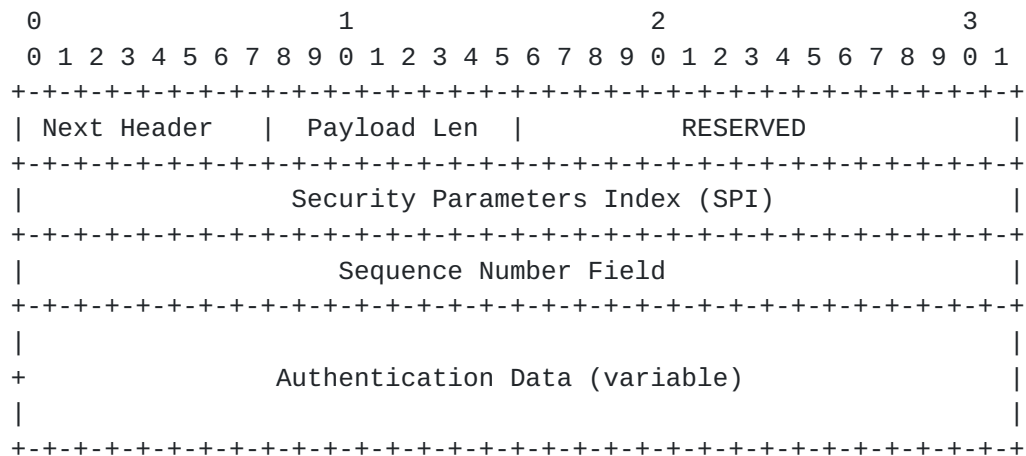 0                   1                   2                   3
 0 1 2 3 4 5 6 7 8 9 0 1 2 3 4 5 6 7 8 9 0 1 2 3 4 5 6 7 8 9 0 1
+-+-+-+-+-+-+-+-+-+-+-+-+-+-+-+-+-+-+-+-+-+-+-+-+-+-+-+-+-+-+-+-+
| Next Header   |  Payload Len  |          RESERVED             |
+-+-+-+-+-+-+-+-+-+-+-+-+-+-+-+-+-+-+-+-+-+-+-+-+-+-+-+-+-+-+-+-+
|                 Security Parameters Index (SPI)               |
+-+-+-+-+-+-+-+-+-+-+-+-+-+-+-+-+-+-+-+-+-+-+-+-+-+-+-+-+-+-+-+-+
|                    Sequence Number Field                      |
+-+-+-+-+-+-+-+-+-+-+-+-+-+-+-+-+-+-+-+-+-+-+-+-+-+-+-+-+-+-+-+-+
|                                                               |
+                Authentication Data (variable)                 |
|                                                               |
+-+-+-+-+-+-+-+-+-+-+-+-+-+-+-+-+-+-+-+-+-+-+-+-+-+-+-+-+-+-+-+-+